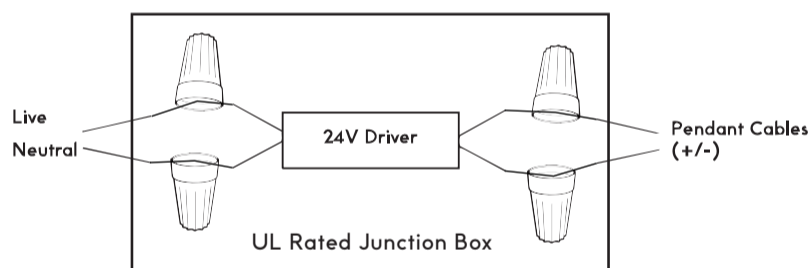 Live
Neutral
24V Driver
Pendant Cables
(+/-)
UL Rated Junction Box